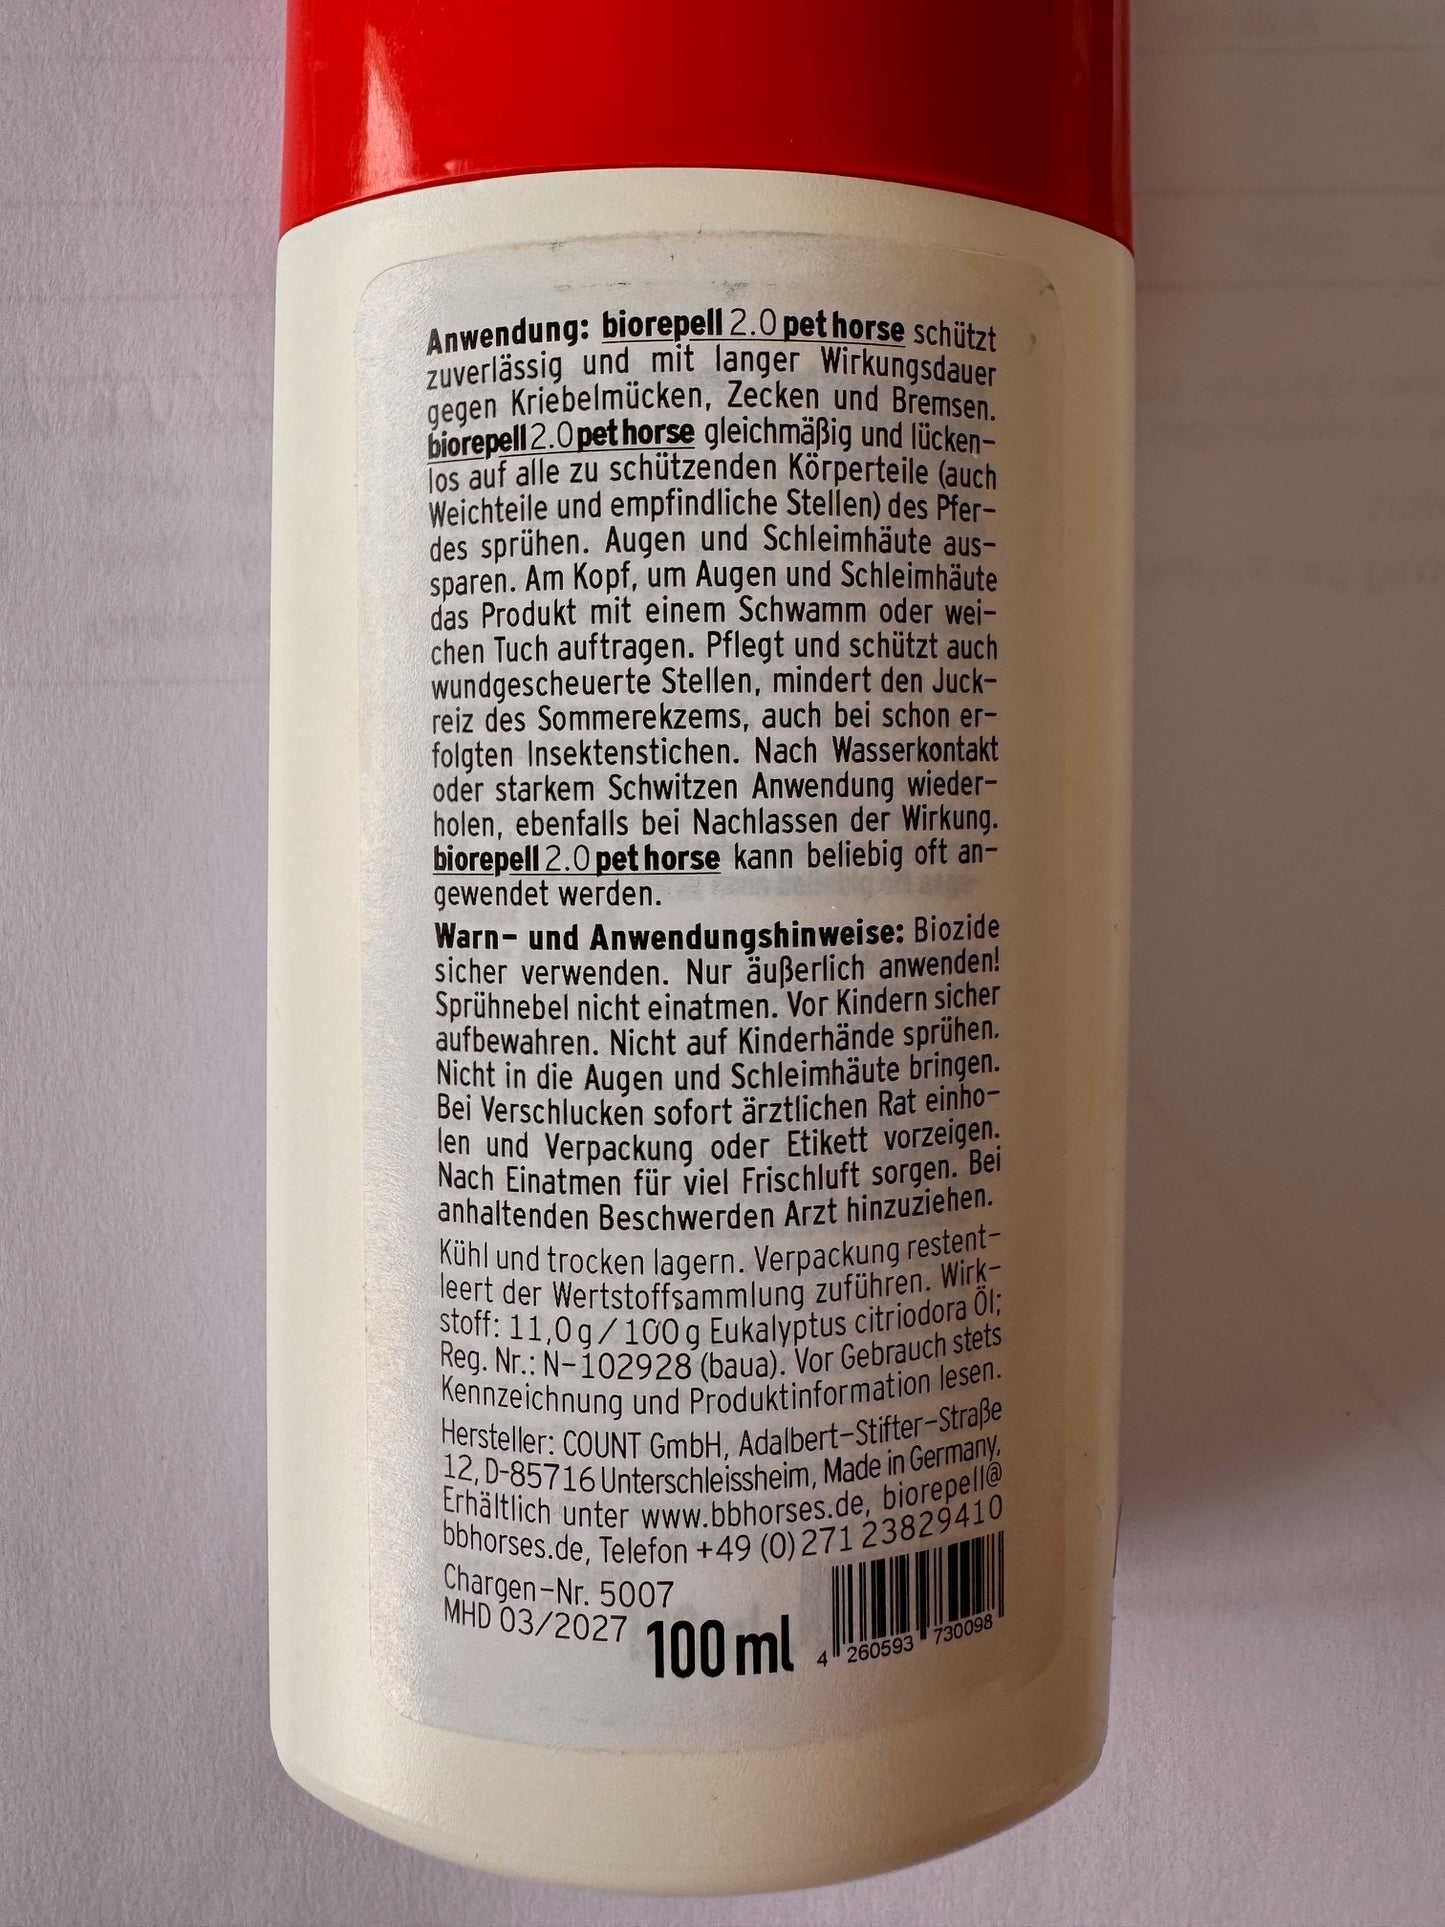 Anwendung: biorepell 2.0 pet horse schützt
zuverlässig und mit langer Wirkungsdauer
gegen Kriebelmücken, Zecken und Bremsen.
biorepell 2.0 pet horse gleichmäßig und lücken-
los auf alle zu schützenden Körperteile (auch
Weichteile und empfindliche Stellen) des Pfer-
des sprühen. Augen und Schleimhäute aus-
sparen. Am Kopf, um Augen und Schleimhäute
das Produkt mit einem Schwamm oder wei-
chen Tuch auftragen. Pflegt und schützt auch
wundgescheuerte Stellen, mindert den Juck-
reiz des Sommerekzems, auch bei schon er-
folgten Insektenstichen. Nach Wasserkontakt
oder starkem Schwitzen Anwendung wieder-
holen, ebenfalls bei Nachlassen der Wirkung.
biorepell 2.0 pet horse kann beliebig oft an-
gewendet werden.
Warn- und Anwendungshinweise: Biozide
sicher verwenden. Nur äußerlich anwenden!
Sprühnebel nicht einatmen. Vor Kindern sicher
aufbewahren. Nicht auf Kinderhände sprühen.
Nicht in die Augen und Schleimhäute bringen.
Bei Verschlucken sofort ärztlichen Rat einho-
len und Verpackung oder Etikett vorzeigen.
Nach Einatmen für viel Frischluft sorgen. Bei
anhaltenden Beschwerden Arzt hinzuziehen.
Kühl und trocken lagern. Verpackung restent-
leert der Wertstoffsammlung zuführen. Wirk-
stoff: 11,0 g / 100 g Eukalyptus citriodora Öl;
Reg. Nr.: N-102928 (baua). Vor Gebrauch stets
Kennzeichnung und Produktinformation lesen.
Hersteller: COUNT GmbH, Adalbert-Stifter-Straße
12, D-85716 Unterschleissheim, Made in Germany,
Erhältlich unter www.bbhorses.de, biorepell@
bbhorses.de, Telefon +49 (0) 271 23829410
Chargen-Nr. 5007
MHD 03/2027
100 ml
4 260593 730098